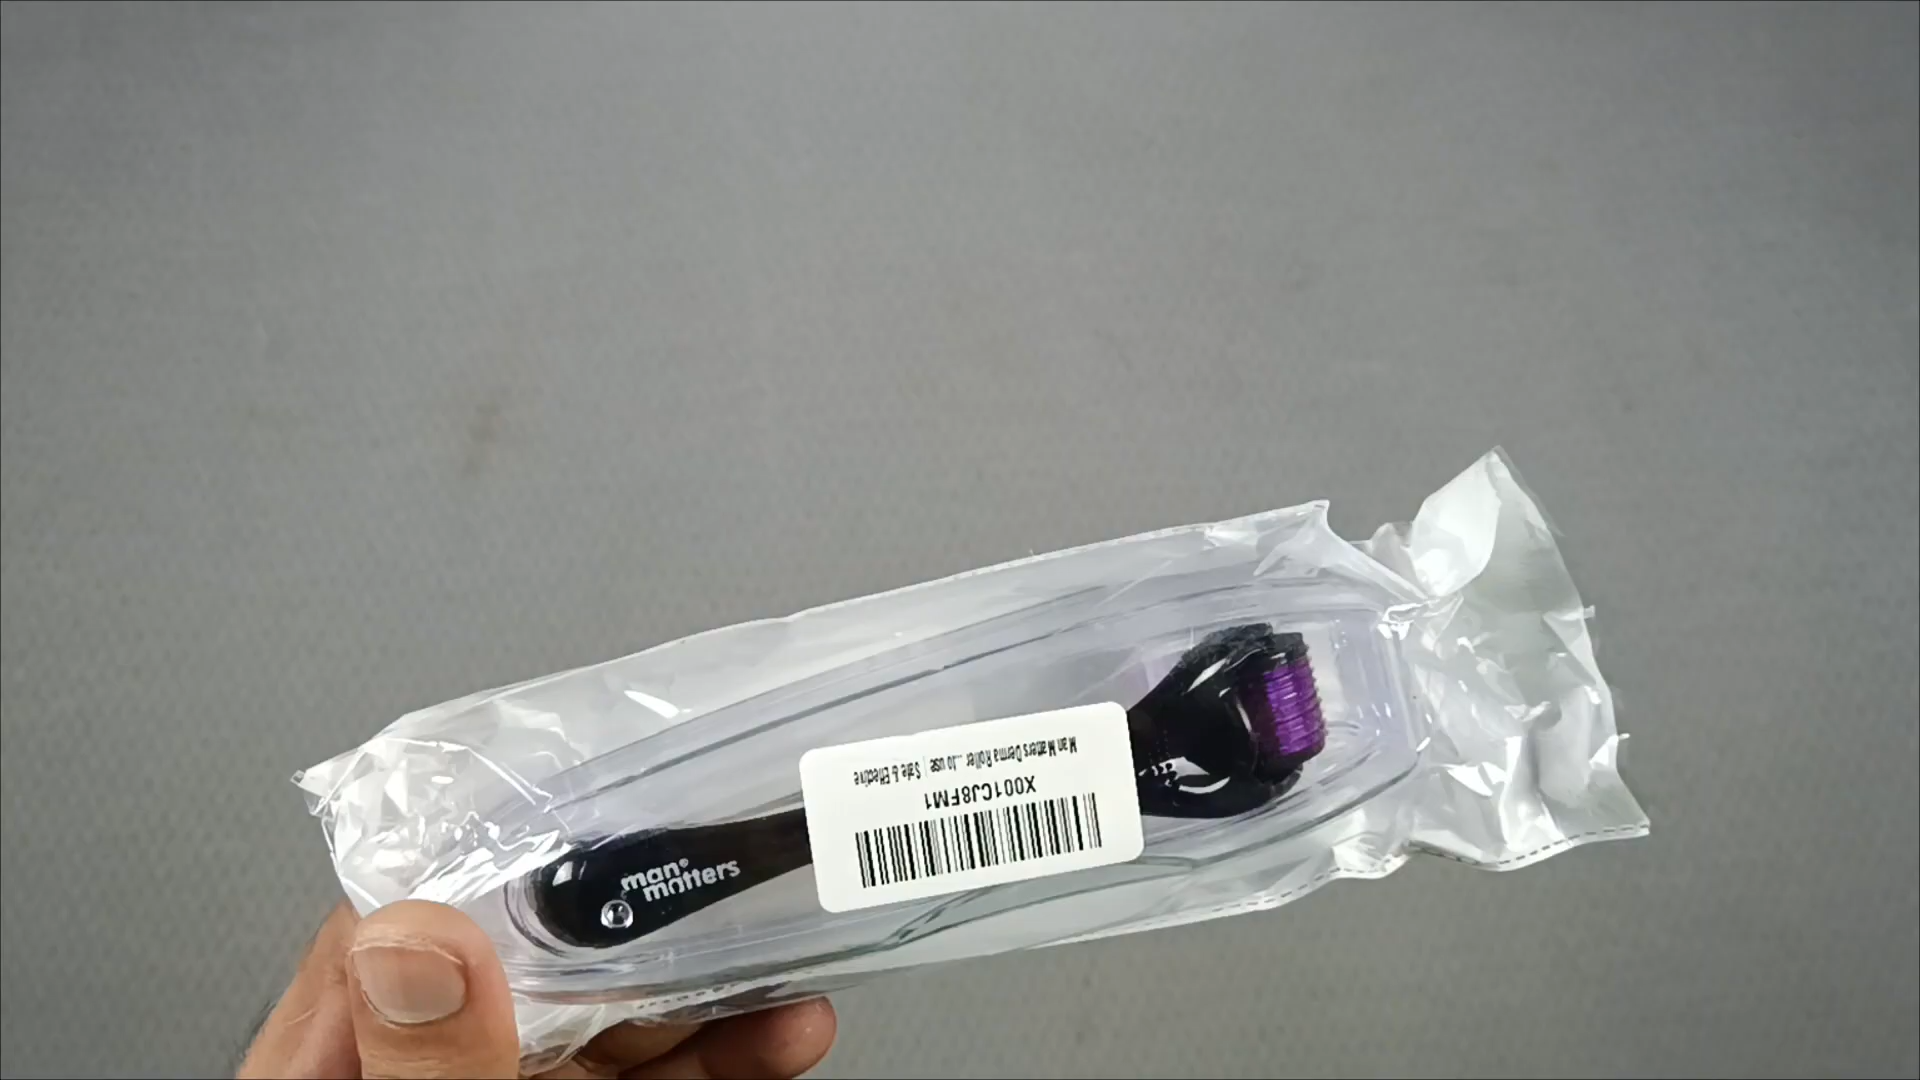 man®
matters
Man Matters Derma Roller ...to use | Safe & Effective
X001CJ8FM1